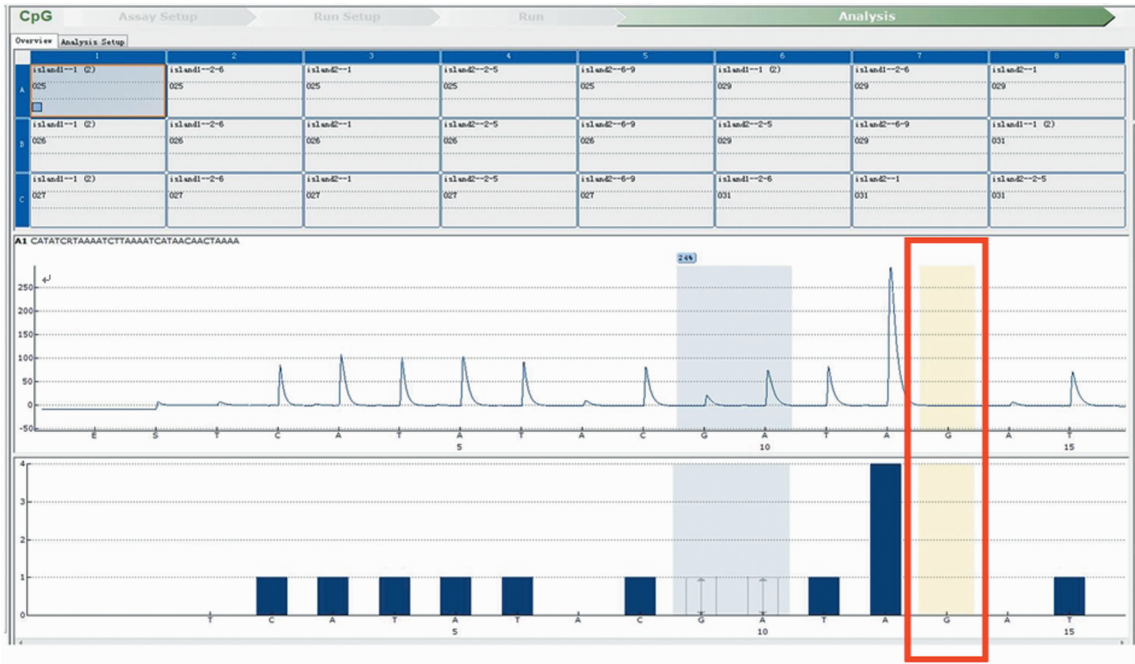 CpG Assay Setup Run Setup Run Analysis
Overview Analysis Setup
1 2 3 4 5 6 7 8
island1--1 (2) island1--2-6 island2--1 island2--2-5 island2--6-9 island1--1 (2) island1--2-6 island2--1
A 025 025 025 025 025 029 029 029
island1--1 (2) island1--2-6 island2--1 island2--2-5 island2--6-9 island2--2-5 island2--6-9 island1--1 (2)
B 026 026 026 026 026 029 029 031
island1--1 (2) island1--2-6 island2--1 island2--2-5 island2--6-9 island1--2-6 island2--1 island2--2-5
C 027 027 027 027 027 031 031 031
A1 CATATCRTAAAATCTTAAAATCATAACAACTAAAA
24%
250
200
150
100
50
0
-50
E S T C A T A T A C G A T A G A T
5 10 15
4
3
2
1
0
T C A T A T A C G A T A G A T
5 10 15